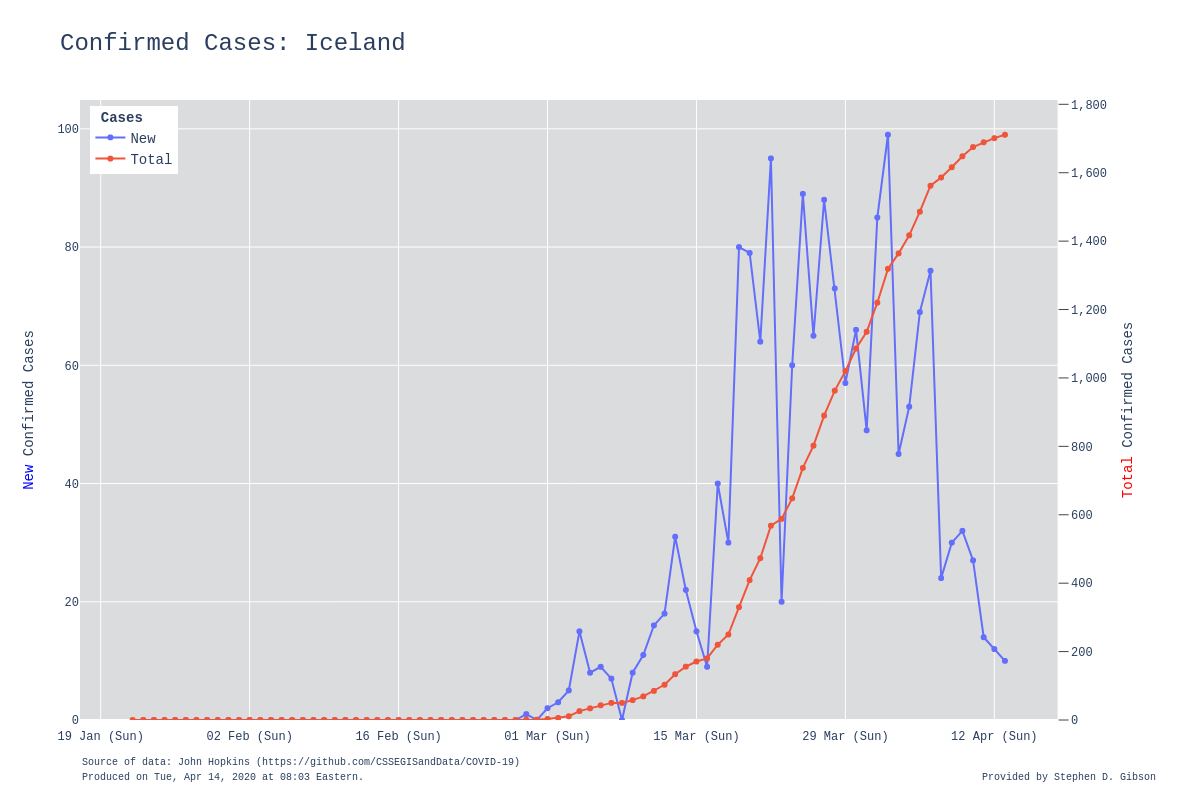 Confirmed Cases: Iceland
Cases
New
Total
100
80
60
40
20
0
1,800
1,600
1,400
1,200
1,000
800
600
400
200
0
New Confirmed Cases
Total Confirmed Cases
19 Jan (Sun)
02 Feb (Sun)
16 Feb (Sun)
01 Mar (Sun)
15 Mar (Sun)
29 Mar (Sun)
12 Apr (Sun)
Source of data: John Hopkins (https://github.com/CSSEGISandData/COVID-19)
Produced on Tue, Apr 14, 2020 at 08:03 Eastern.
Provided by Stephen D. Gibson